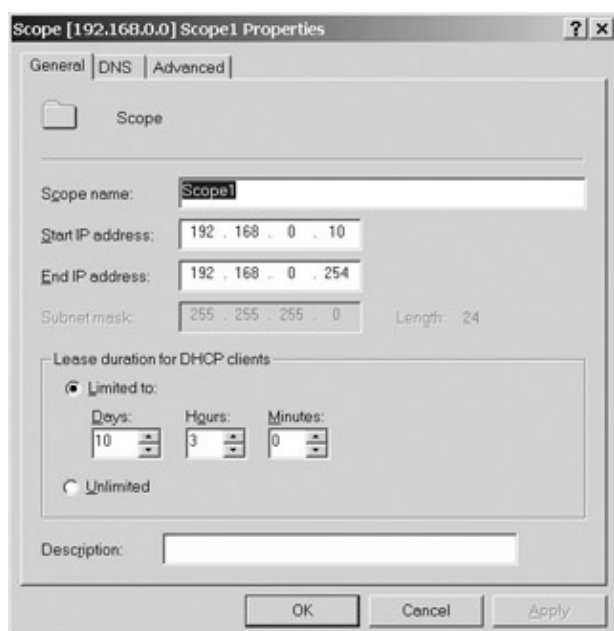 Scope [192.168.0.0] Scope1 Properties ? ×
General DNS Advanced
Scope
Scope name: Scope1
Start IP address: 192 . 168 . 0 . 10
End IP address: 192 . 168 . 0 . 254
Subnet mask: 255 . 255 . 255 . 0 Length: 24
Lease duration for DHCP clients
Limited to:
Days: Hours: Minutes:
10 3 0
Unlimited
Description:
OK Cancel Apply